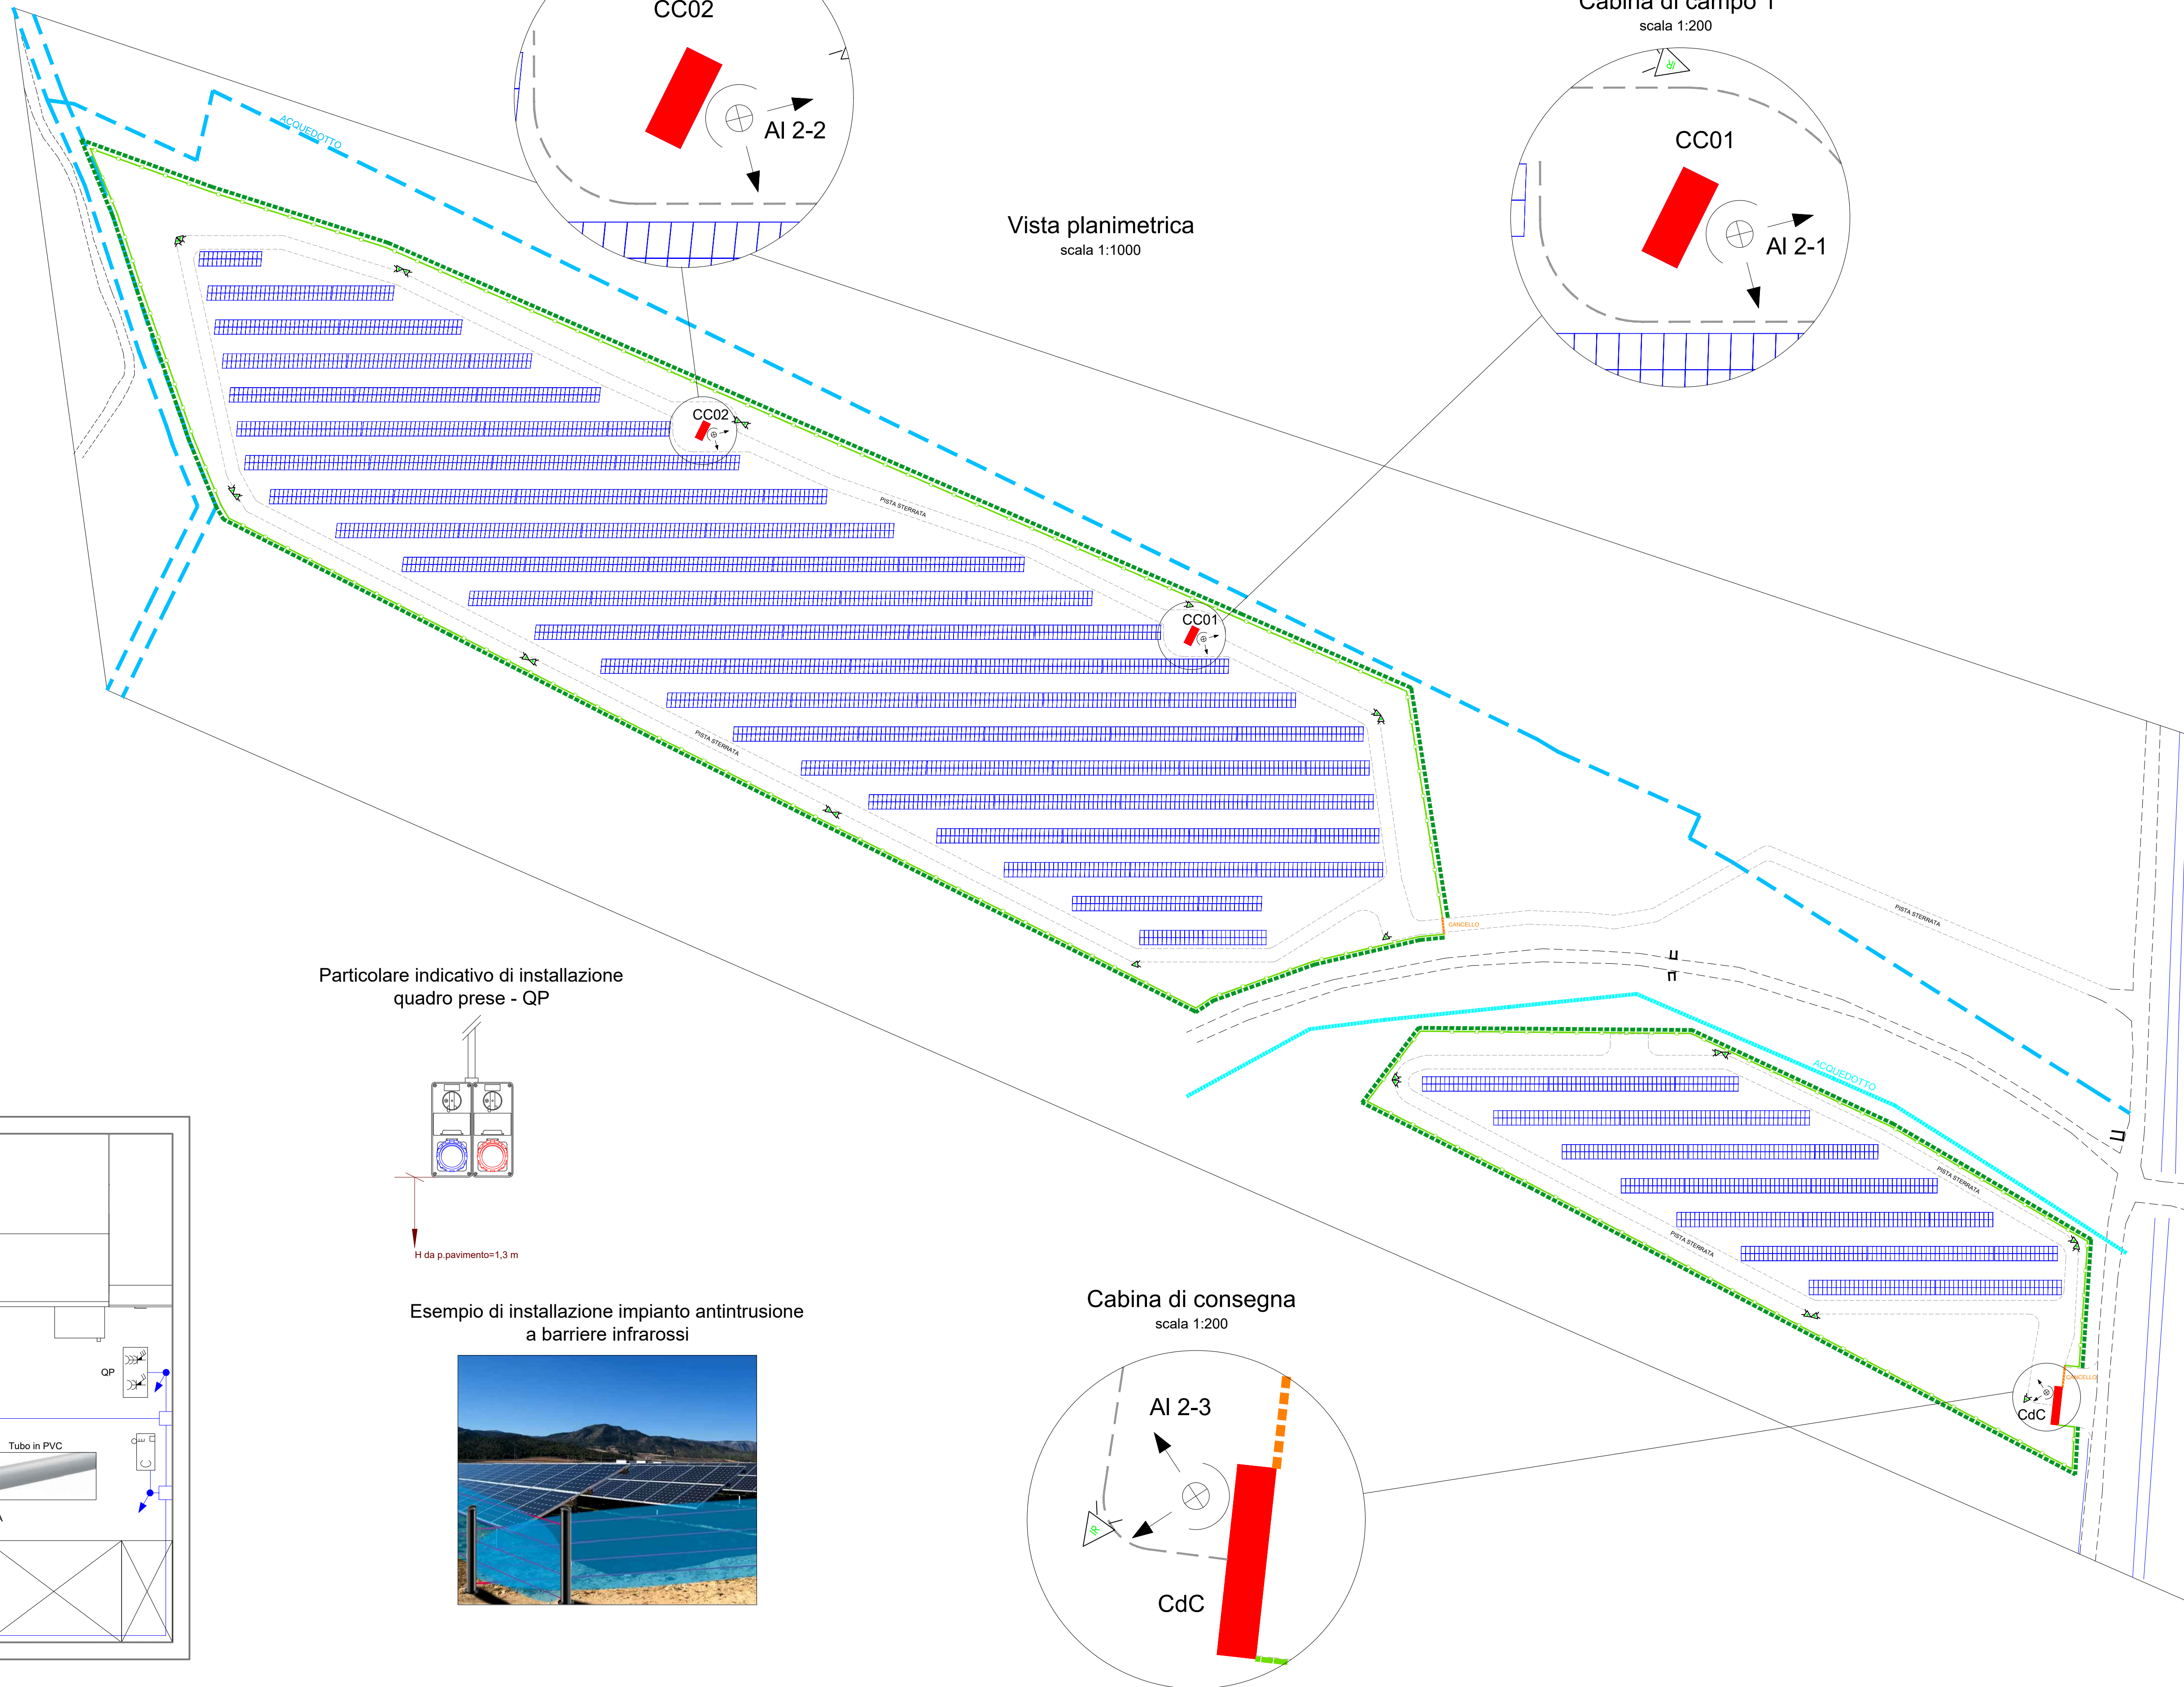 CC02
Al 2-2
Cabina di campo 1
scala 1:200
IR
CC01
Al 2-1
Vista planimetrica
scala 1:1000
ACQUEDOTTO
CC02
PISTA STERRATA
CC01
PISTA STERRATA
CANCELLO
PISTA STERRATA
ACQUEDOTTO
PISTA STERRATA
PISTA STERRATA
CANCELLO
CdC
Particolare indicativo di installazione
quadro prese - QP
H da p.pavimento=1,3 m
Esempio di installazione impianto antintrusione
a barriere infrarossi
QP
Tubo in PVC
Cabina di consegna
scala 1:200
Al 2-3
IR
CdC